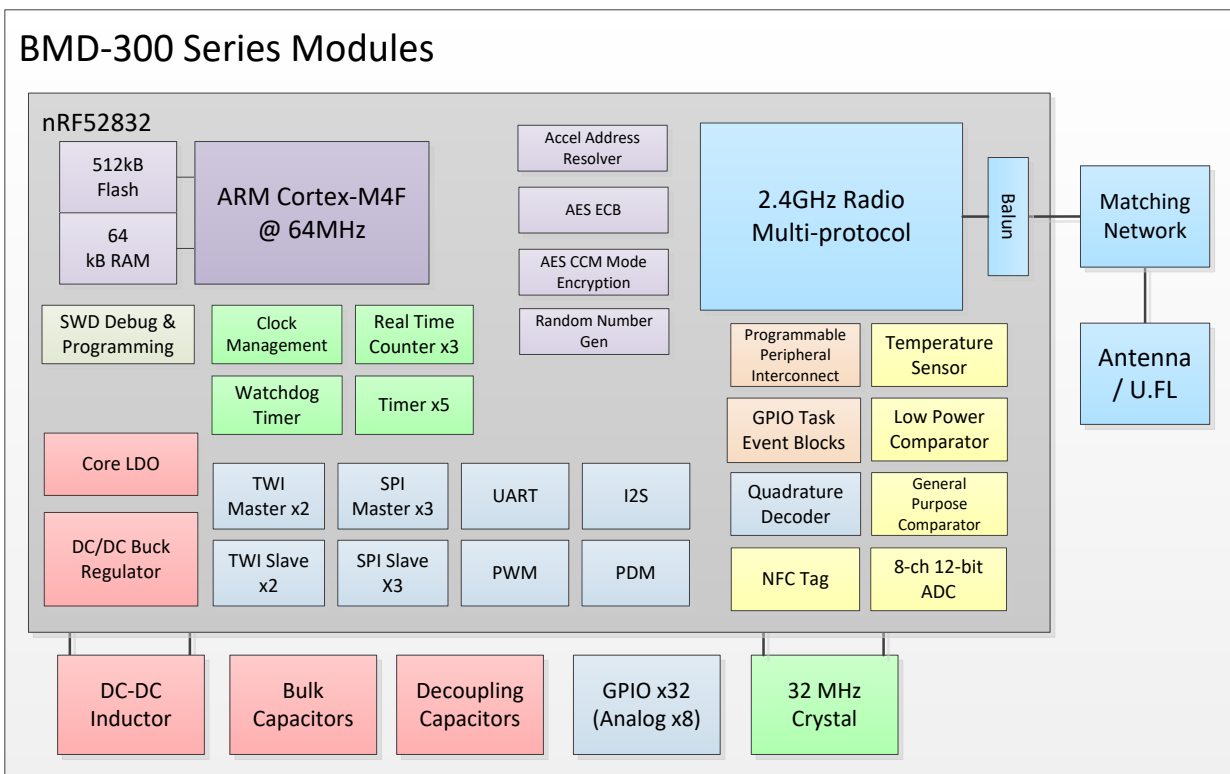 BMD-300 Series Modules
nRF52832
512kB
Flash
64
kB RAM
ARM Cortex-M4F
@ 64MHz
Accel Address
Resolver
AES ECB
AES CCM Mode
Encryption
Random Number
Gen
2.4GHz Radio
Multi-protocol
Balun
Matching
Network
Antenna
/ U.FL
SWD Debug &
Programming
Clock
Management
Real Time
Counter x3
Watchdog
Timer
Timer x5
Programmable
Peripheral
Interconnect
Temperature
Sensor
GPIO Task
Event Blocks
Low Power
Comparator
Core LDO
DC/DC Buck
Regulator
TWI
Master x2
SPI
Master x3
UART
I2S
Quadrature
Decoder
General
Purpose
Comparator
TWI Slave
x2
SPI Slave
X3
PWM
PDM
NFC Tag
8-ch 12-bit
ADC
DC-DC
Inductor
Bulk
Capacitors
Decoupling
Capacitors
GPIO x32
(Analog x8)
32 MHz
Crystal